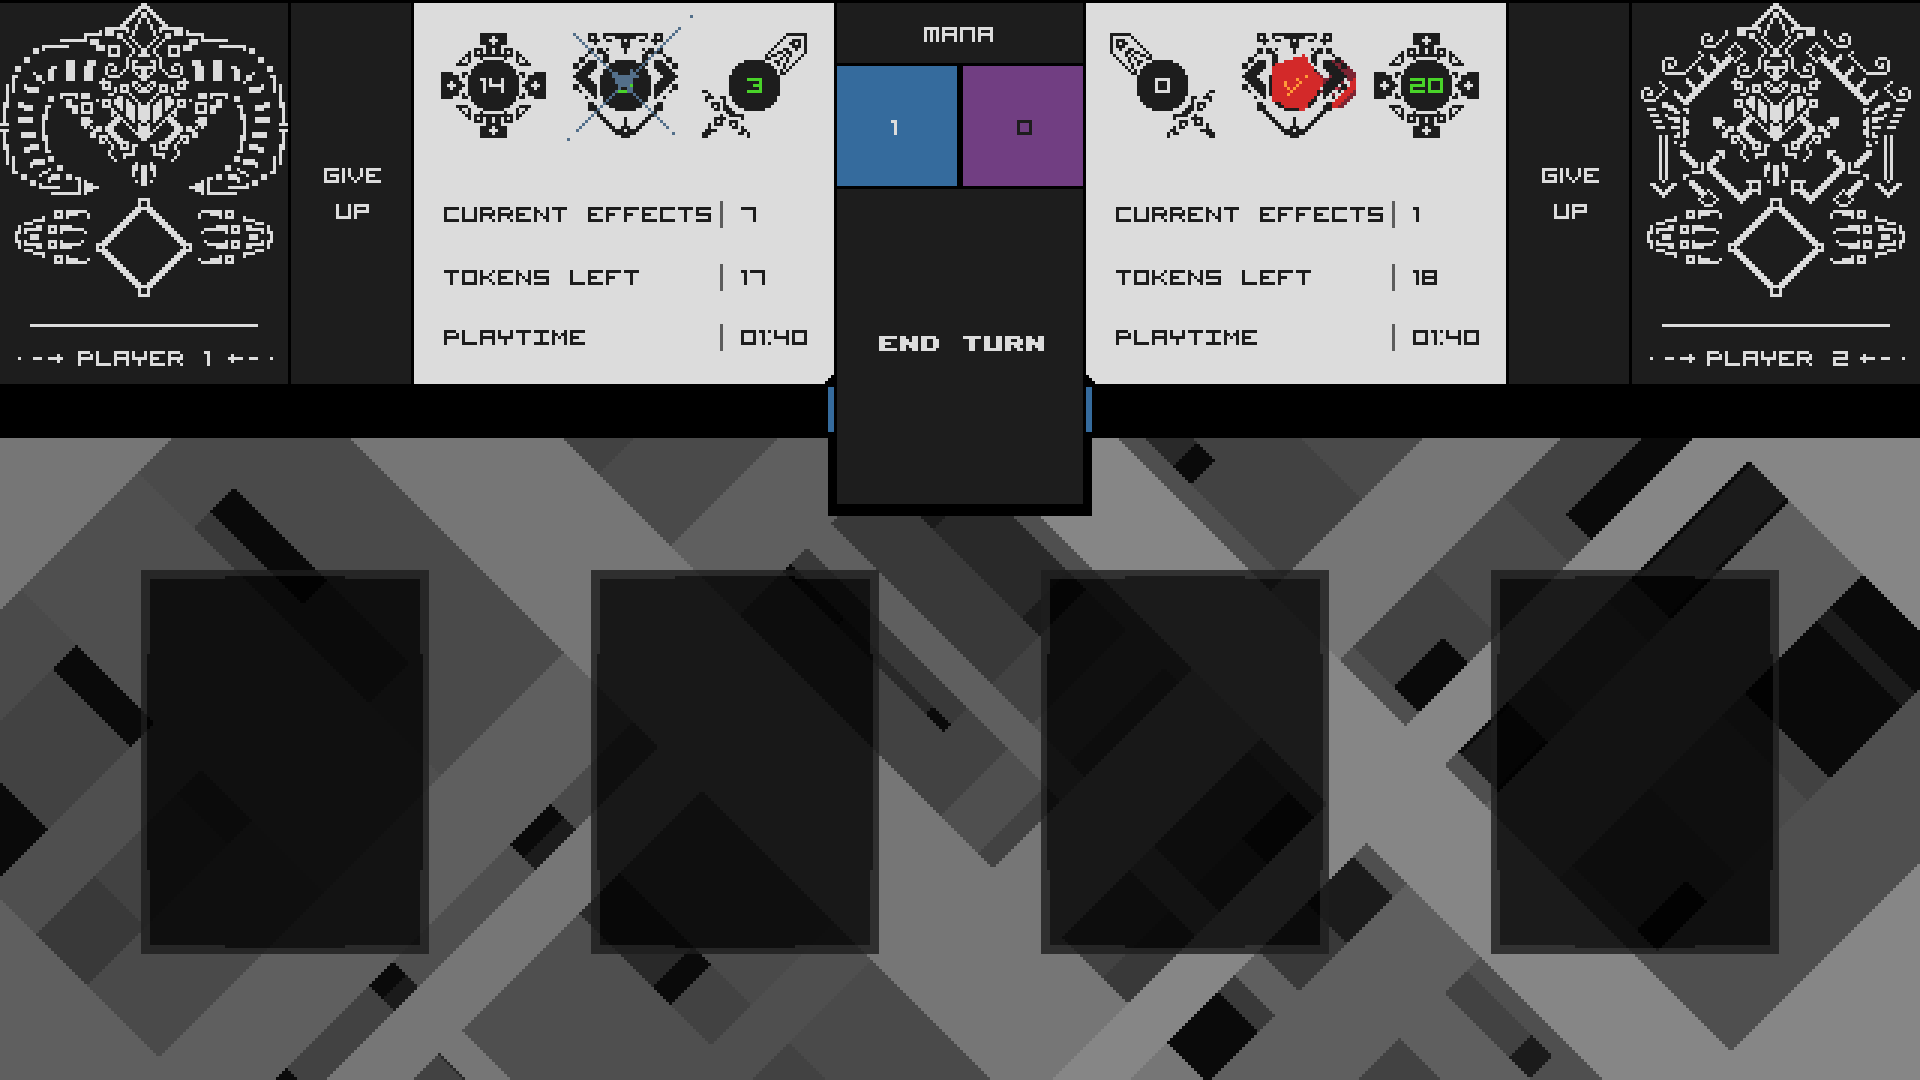 MANA
14
3
0
20
1
0
GIVE
UP
CURRENT EFFECTS| 7
TOKENS LEFT | 17
PLAYTIME | 01:40
CURRENT EFFECTS| 1
TOKENS LEFT | 18
PLAYTIME | 01:40
GIVE
UP
END TURN
PLAYER 1
PLAYER 2